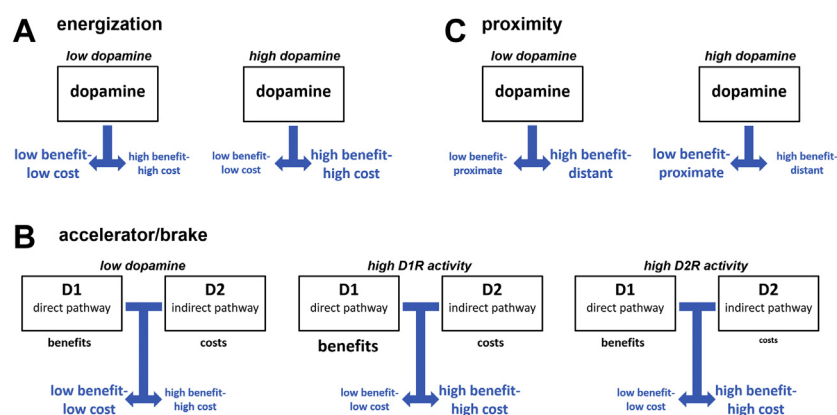 A energization
low dopamine
dopamine
low benefit-
low cost
high benefit-
high cost
high dopamine
dopamine
low benefit-
low cost
high benefit-
high cost
C proximity
low dopamine
dopamine
low benefit-
proximate
high benefit-
distant
high dopamine
dopamine
low benefit-
proximate
high benefit-
distant
B accelerator/brake
low dopamine
D1
direct pathway
benefits
D2
indirect pathway
costs
low benefit-
low cost
high benefit-
high cost
high D1R activity
D1
direct pathway
benefits
D2
indirect pathway
costs
low benefit-
low cost
high benefit-
high cost
high D2R activity
D1
direct pathway
benefits
D2
indirect pathway
costs
low benefit-
low cost
high benefit-
high cost